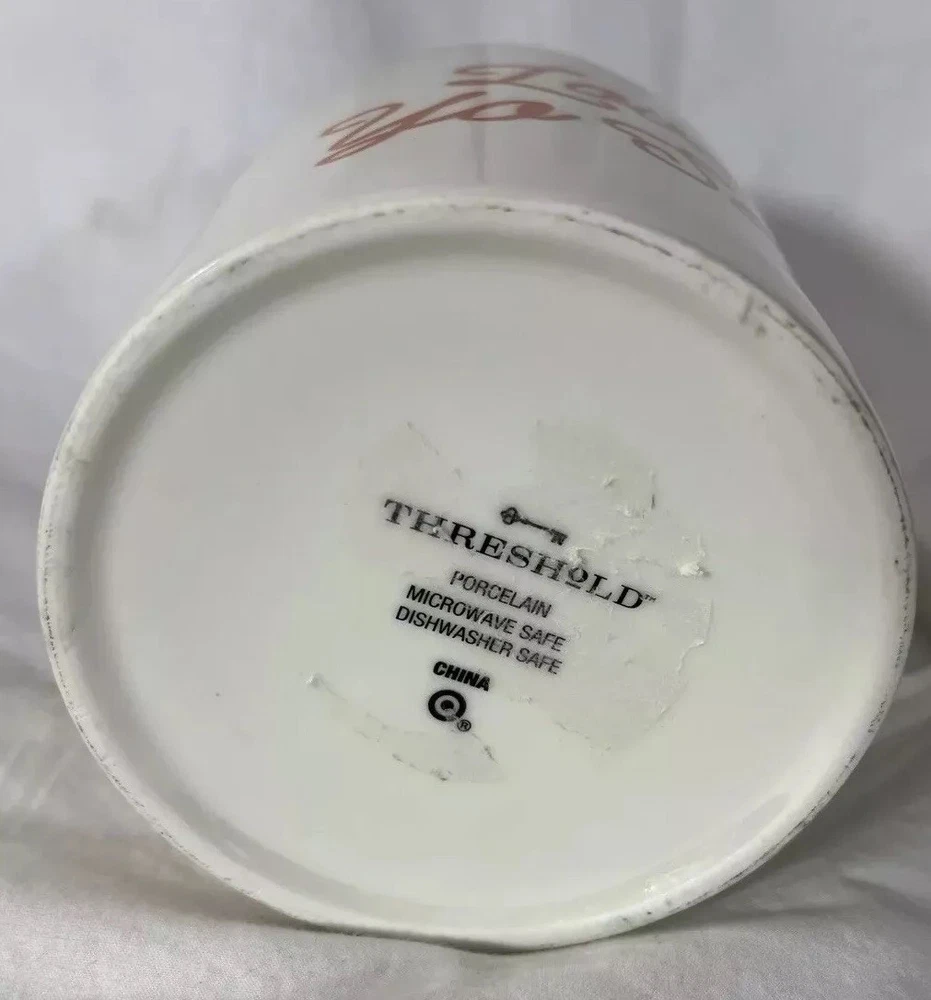 THRESHOLD™
PORCELAIN
MICROWAVE SAFE
DISHWASHER SAFE
CHINA
®